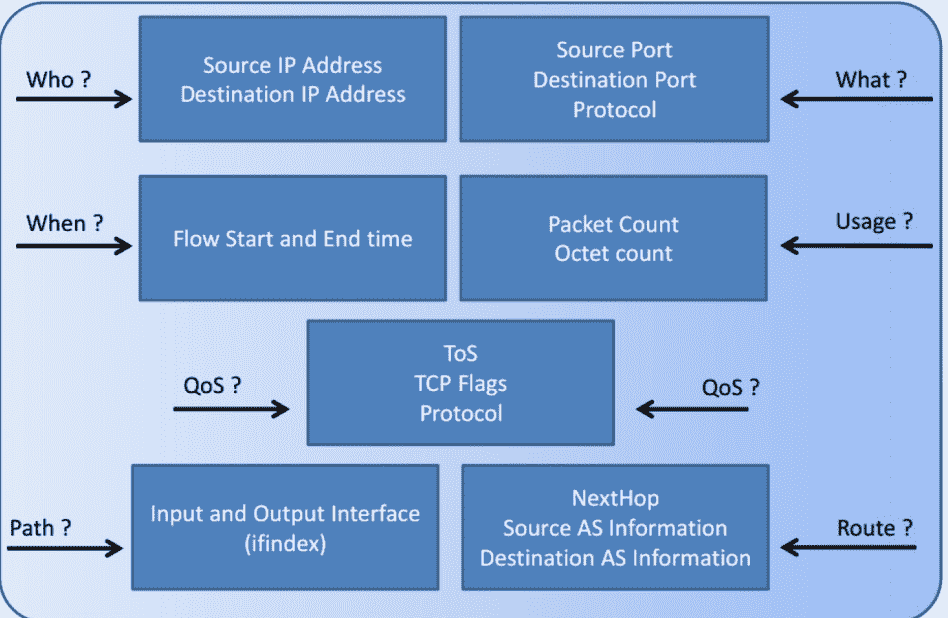 Who ?
Source IP Address
Destination IP Address
Source Port
Destination Port
Protocol
What ?
When ?
Flow Start and End time
Packet Count
Octet count
Usage ?
QoS ?
ToS
TCP Flags
Protocol
QoS ?
Path ?
Input and Output Interface
(ifindex)
NextHop
Source AS Information
Destination AS Information
Route ?